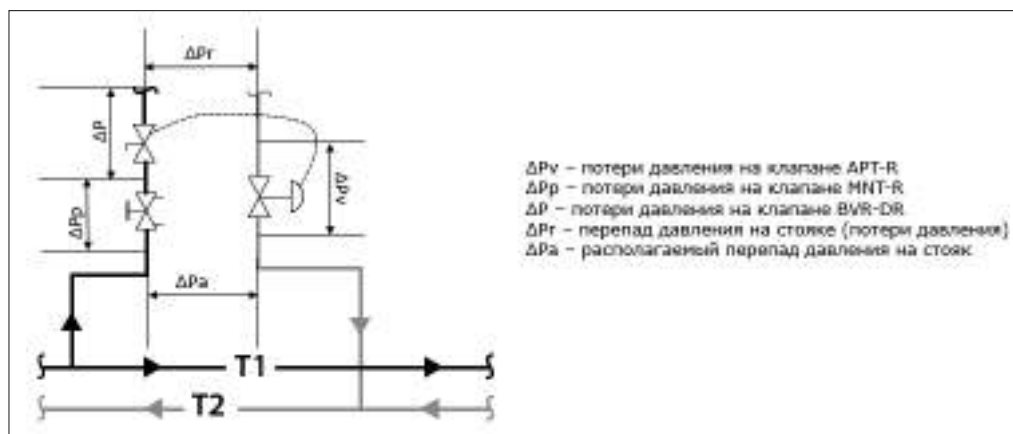 ΔPr
ΔP
ΔPp
ΔPv
ΔPa
T1
T2
ΔPv – потери давления на клапане APT-R
ΔPp – потери давления на клапане MNT-R
ΔP – потери давления на клапане BVR-DR
ΔPr – перепад давления на стояке (потери давления)
ΔPa – располагаемый перепад давления на стояк